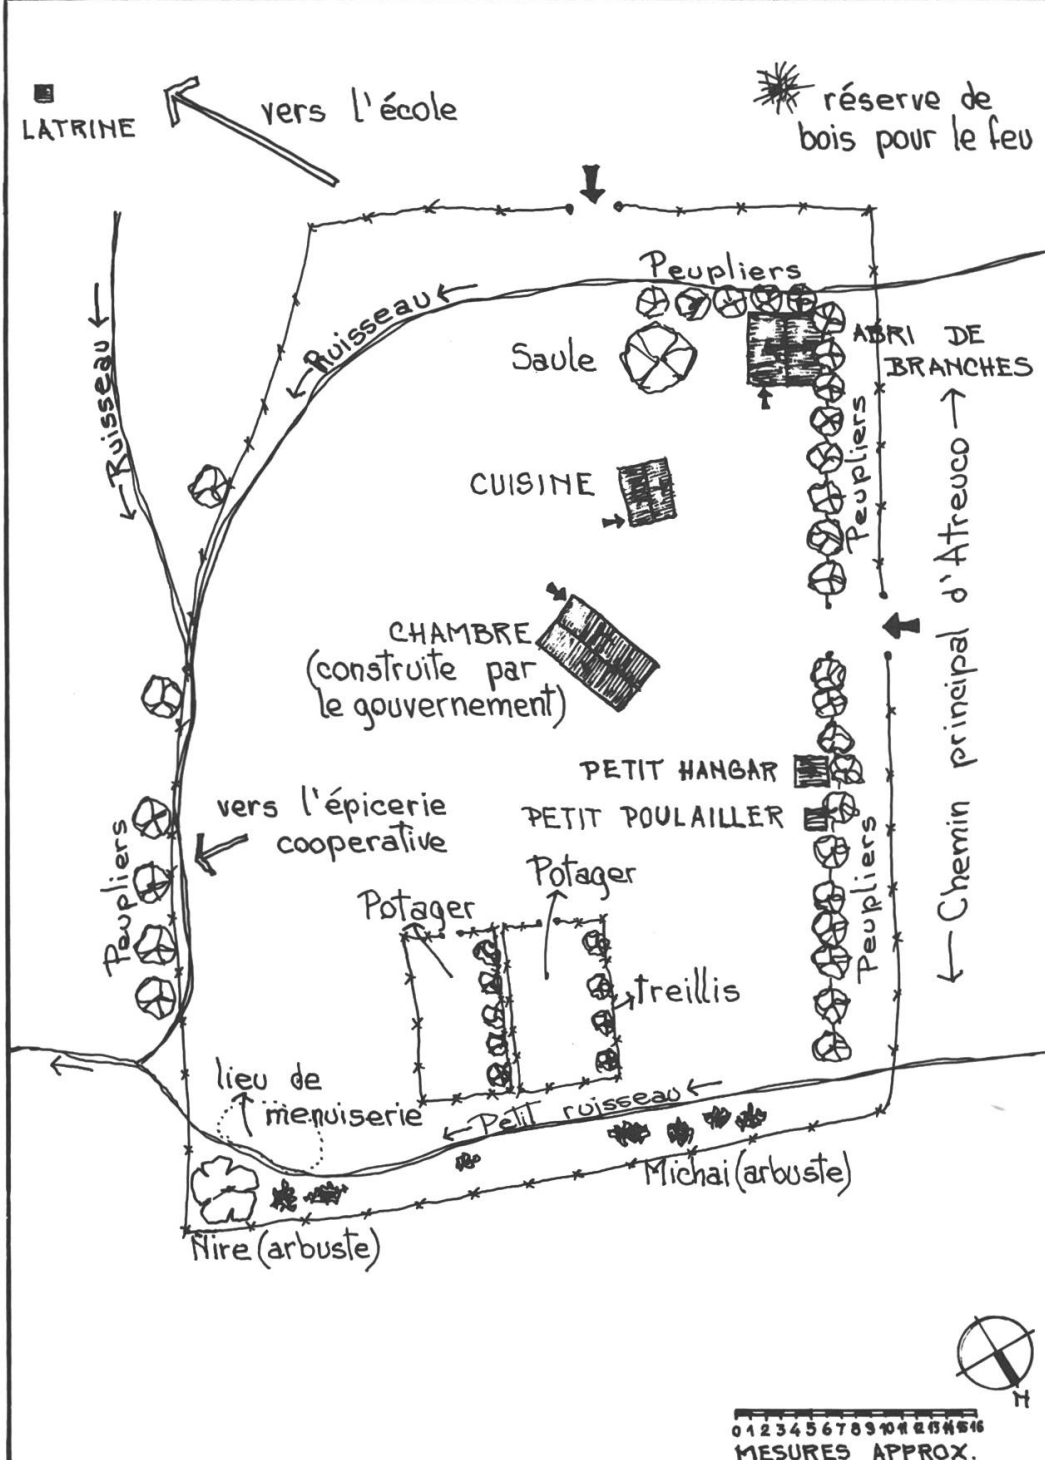 LATRINE
vers l'école
réserve de
bois pour le feu
Peupliers
Ruisseau
Ruisseau
Saule
ABRI DE
BRANCHES
Peupliers
CUISINE
Chemin principal d'Atreuco
CHAMBRE
(construite par
le gouvernement)
PETIT HANGAR
PETIT POULAILLER
vers l'épicerie
cooperative
Peupliers
Peupliers
Potager
Potager
treillis
lieu de
menuiserie
Petit ruisseau
Michai (arbuste)
Ñire (arbuste)
N
0 1 2 3 4 5 6 7 8 9 10 11 12 13 14 15 16
MESURES APPROX.